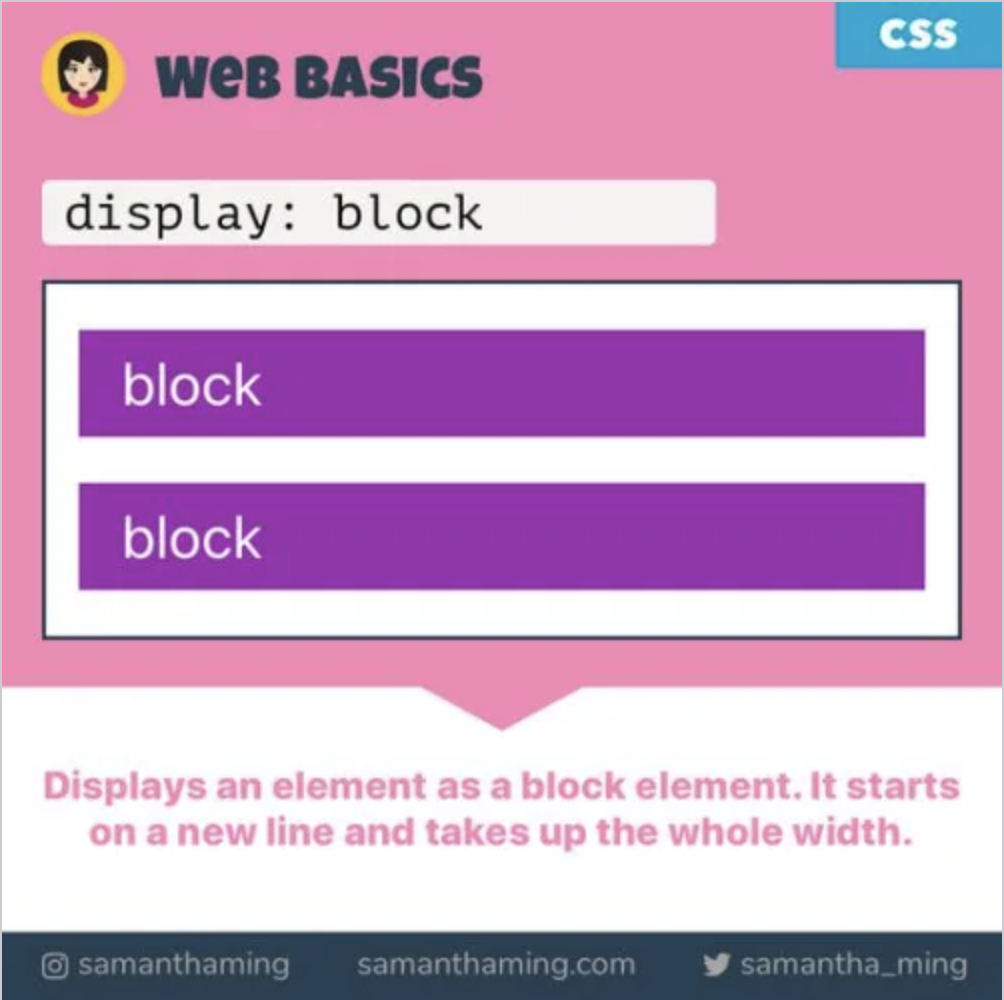 CSS
WEB BASICS
display: block
block
block
Displays an element as a block element. It starts
on a new line and takes up the whole width.
samanthaming
samanthaming.com
samantha_ming